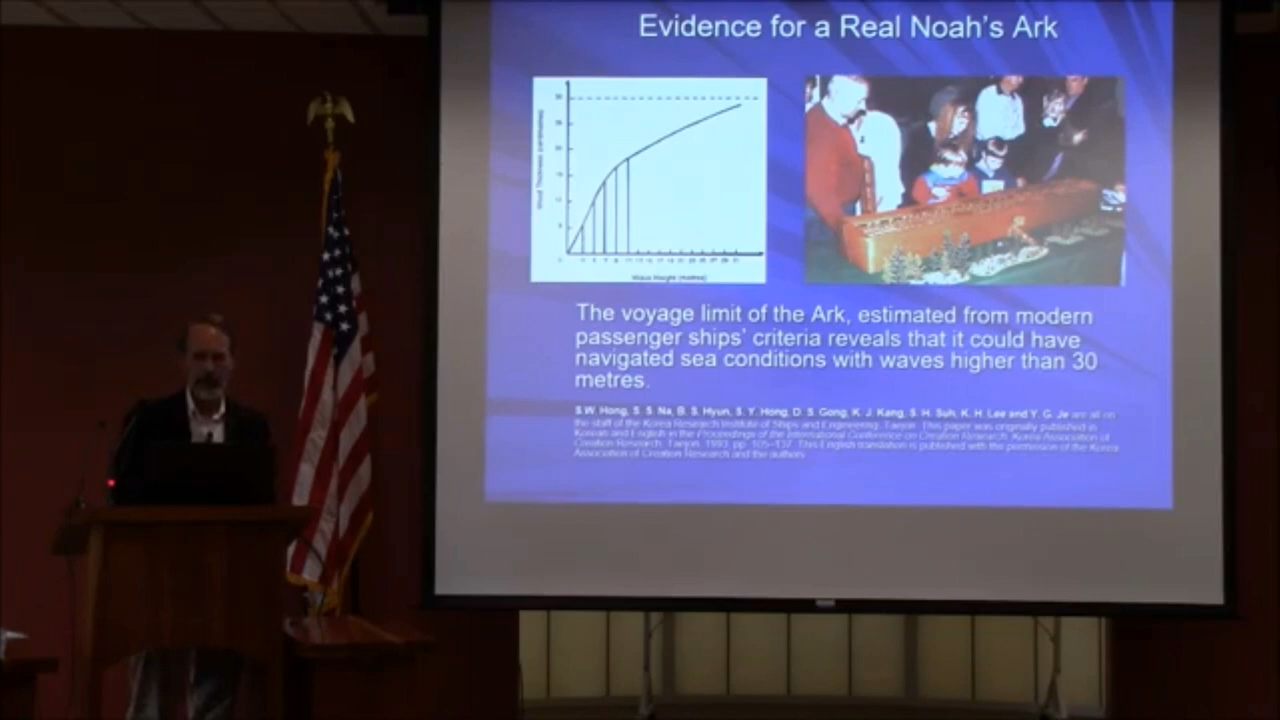 Evidence for a Real Noah's Ark
Wave Height (metres)
The voyage limit of the Ark, estimated from modern
passenger ships' criteria reveals that it could have
navigated sea conditions with waves higher than 30
metres.
S.W. Hong, S. S. Na, B. S. Hyun, S. Y. Hong, D. S. Gong, K. J. Kang, S. H. Suh, K. H. Lee and Y. G. Je are all on
the staff of the Korea Research Institute of Ships and Engineering, Taejon. This paper was originally published in
Korean and English in the Proceedings of the International Conference on Creation Research, Korea Association of
Creation Research, Taejon, 1993, pp. 105–137. This English translation is published with the permission of the Korea
Association of Creation Research and the authors.